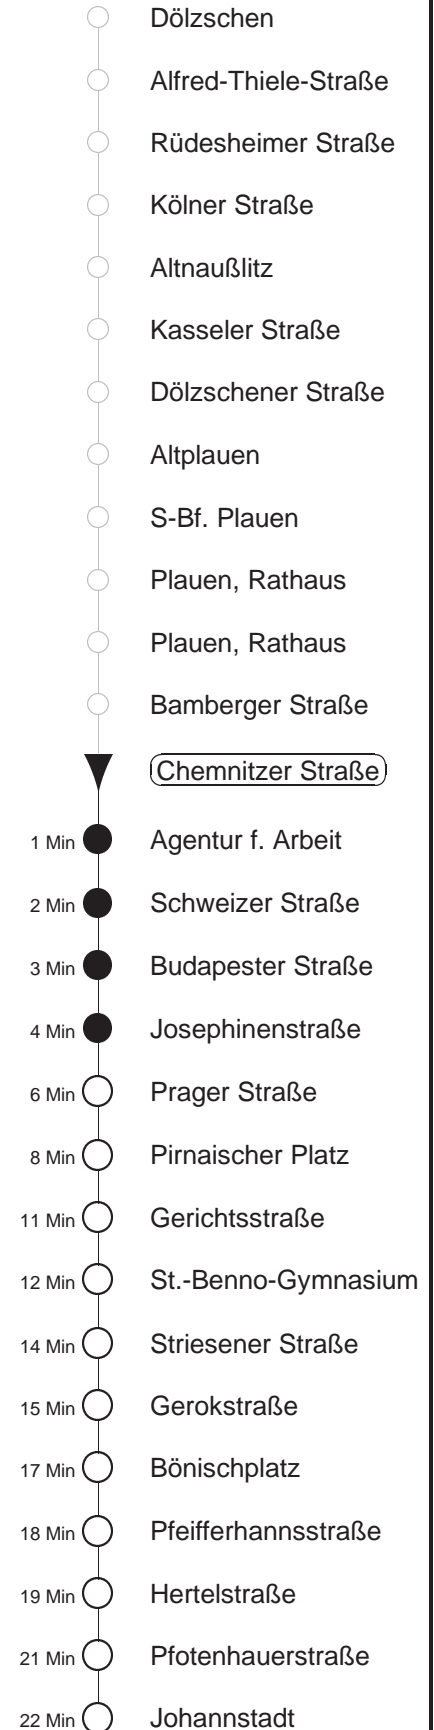 Dölzschen
Alfred-Thiele-Straße
Rüdesheimer Straße
Kölner Straße
Altnaußlitz
Kasseler Straße
Dölzschener Straße
Altplauen
S-Bf. Plauen
Plauen, Rathaus
Plauen, Rathaus
Bamberger Straße
Chemnitzer Straße
1 Min Agentur f. Arbeit
2 Min Schweizer Straße
3 Min Budapester Straße
4 Min Josephinenstraße
6 Min Prager Straße
8 Min Pirnaischer Platz
11 Min Gerichtsstraße
12 Min St.-Benno-Gymnasium
14 Min Striesener Straße
15 Min Gerokstraße
17 Min Bönischplatz
18 Min Pfeifferhannsstraße
19 Min Hertelstraße
21 Min Pfotenhauerstraße
22 Min Johannstadt